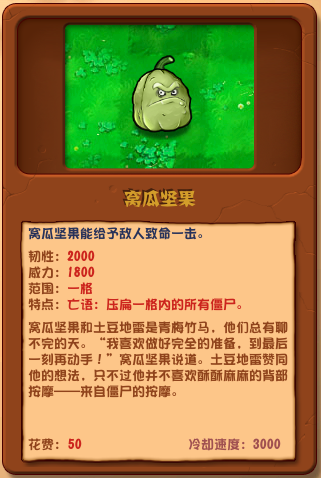 窝瓜坚果
窝瓜坚果能给予敌人致命一击。
韧性：2000
威力：1800
范围：一格
特点：亡语：压扁一格内的所有僵尸。
窝瓜坚果和土豆地雷是青梅竹马，他们总有聊
不完的天。“我喜欢做好完全的准备，到最后
一刻再动手！”窝瓜坚果说道。土豆地雷赞同
他的想法，只不过他并不喜欢酥酥麻麻的背部
按摩——来自僵尸的按摩。
花费：50 冷却速度：3000